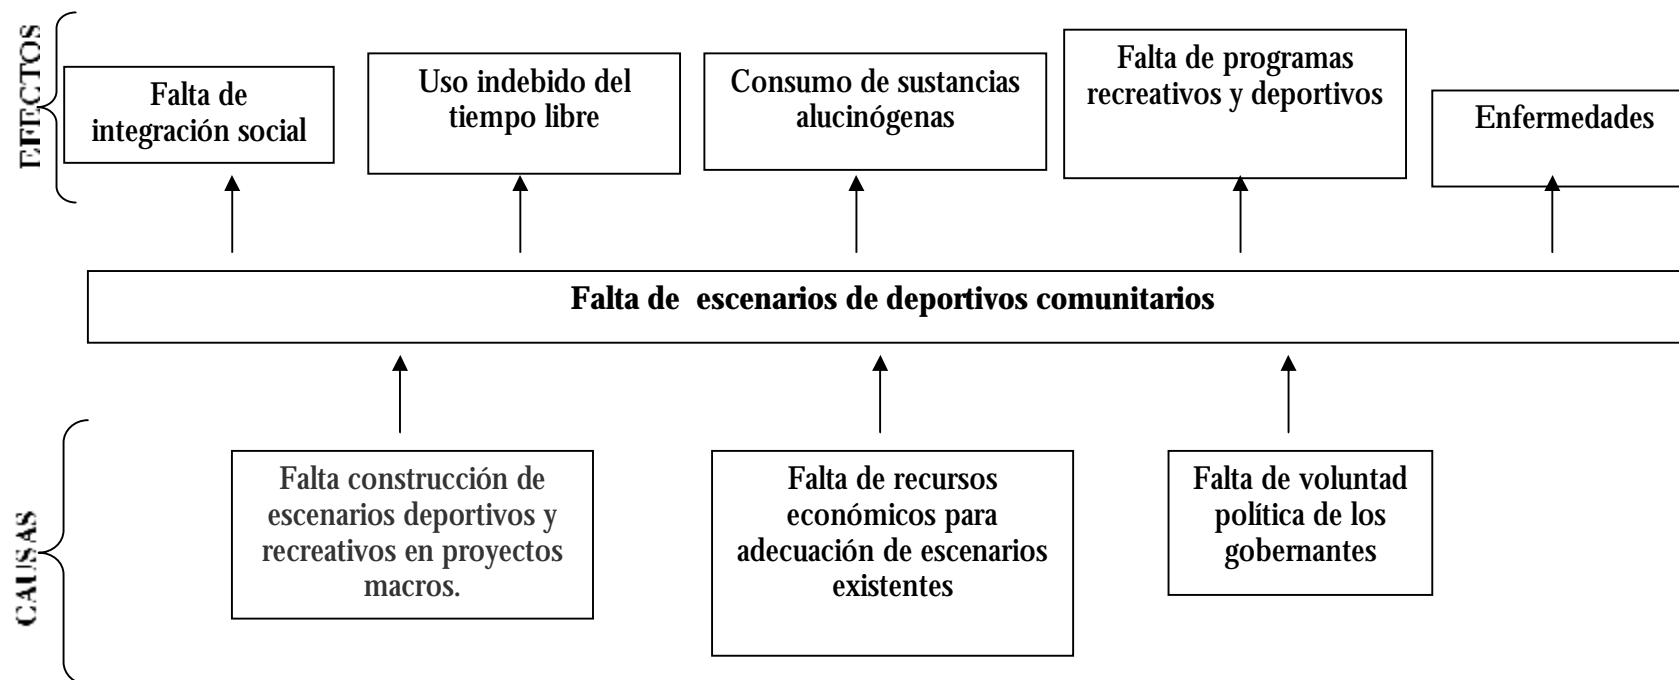 EFECTOS
Falta de
integración social
Uso indebido del
tiempo libre
Consumo de sustancias
alucinógenas
Falta de programas
recreativos y deportivos
Enfermedades
Falta de escenarios de deportivos comunitarios
CAUSAS
Falta construcción de
escenarios deportivos y
recreativos en proyectos
macros.
Falta de recursos
económicos para
adecuación de escenarios
existentes
Falta de voluntad
política de los
gobernantes